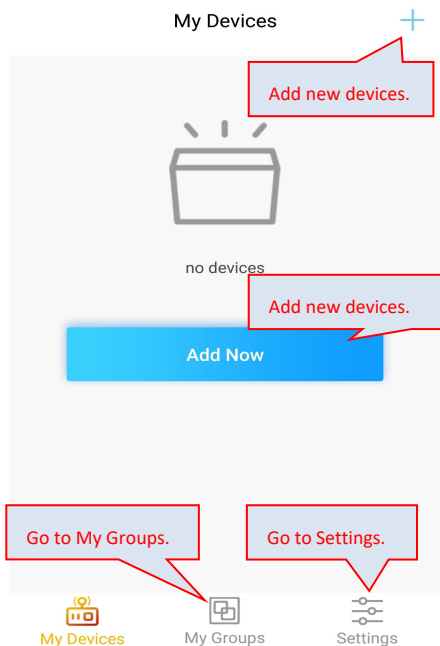 My Devices
Add new devices.
no devices
Add new devices.
Add Now
Go to My Groups.
Go to Settings.
My Devices
My Groups
Settings